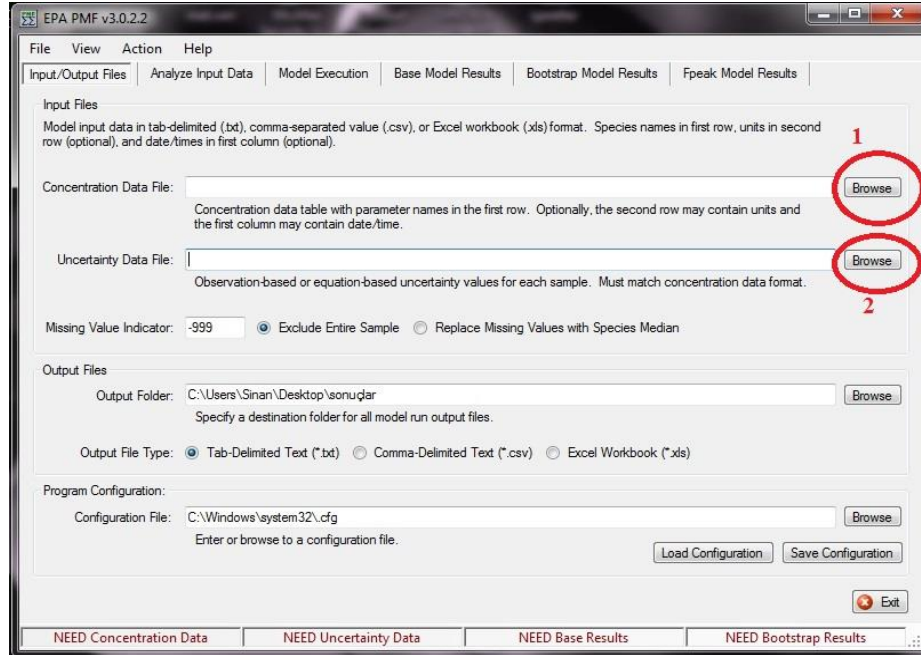 EPA PMF v3.0.2.2
File View Action Help
Input/Output Files Analyze Input Data Model Execution Base Model Results Bootstrap Model Results Fpeak Model Results
Input Files
Model input data in tab-delimited (.txt), comma-separated value (.csv), or Excel workbook (.xls) format. Species names in first row, units in second
row (optional), and date/times in first column (optional).
1
Concentration Data File: Browse
Concentration data table with parameter names in the first row. Optionally, the second row may contain units and
the first column may contain date/time.
Uncertainty Data File: Browse
Observation-based or equation-based uncertainty values for each sample. Must match concentration data format.
2
Missing Value Indicator: -999 Exclude Entire Sample Replace Missing Values with Species Median
Output Files
Output Folder: C:\Users\Sinan\Desktop\sonuçlar Browse
Specify a destination folder for all model run output files.
Output File Type: Tab-Delimited Text (*.txt) Comma-Delimited Text (*.csv) Excel Workbook (*.xls)
Program Configuration:
Configuration File: C:\Windows\system32\.cfg Browse
Enter or browse to a configuration file.
Load Configuration Save Configuration
Exit
NEED Concentration Data NEED Uncertainty Data NEED Base Results NEED Bootstrap Results